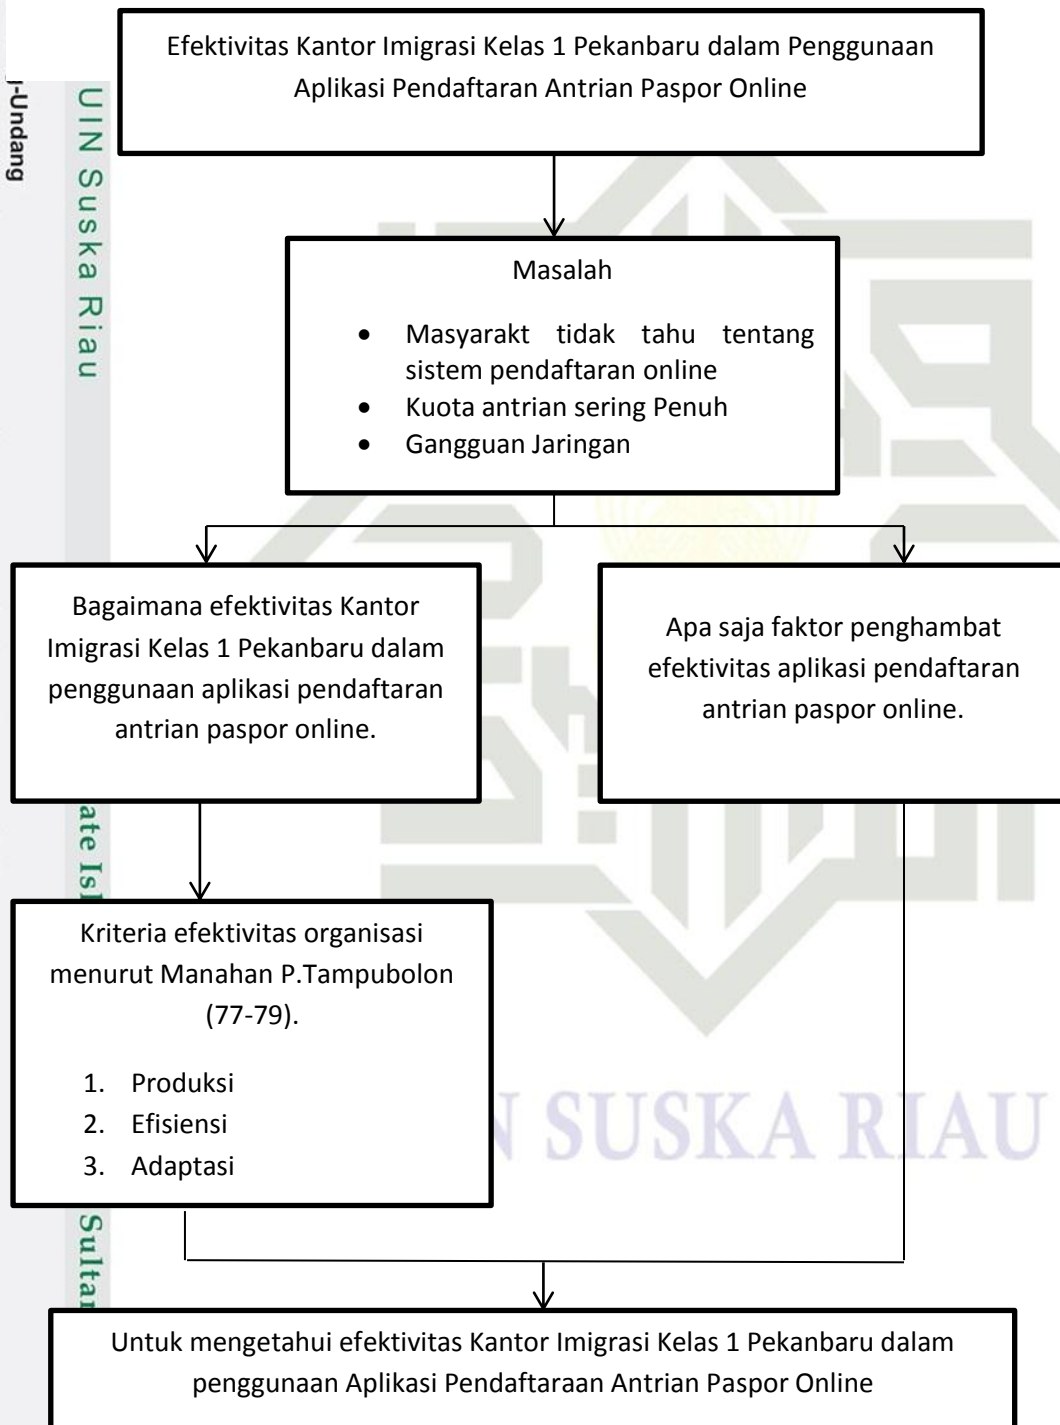 Efektivitas Kantor Imigrasi Kelas 1 Pekanbaru dalam Penggunaan
Aplikasi Pendaftaran Antrian Paspor Online
g-Undang
UIN Suska Riau
Masalah
• Masyarakt tidak tahu tentang
sistem pendaftaran online
• Kuota antrian sering Penuh
• Gangguan Jaringan
Bagaimana efektivitas Kantor
Imigrasi Kelas 1 Pekanbaru dalam
penggunaan aplikasi pendaftaran
antrian paspor online.
Apa saja faktor penghambat
efektivitas aplikasi pendaftaran
antrian paspor online.
ate Isl
Kriteria efektivitas organisasi
menurut Manahan P.Tampubolon
(77-79).
1. Produksi
2. Efisiensi
3. Adaptasi
N SUSKA RIAU
Sultan
Untuk mengetahui efektivitas Kantor Imigrasi Kelas 1 Pekanbaru dalam
penggunaan Aplikasi Pendaftaraan Antrian Paspor Online